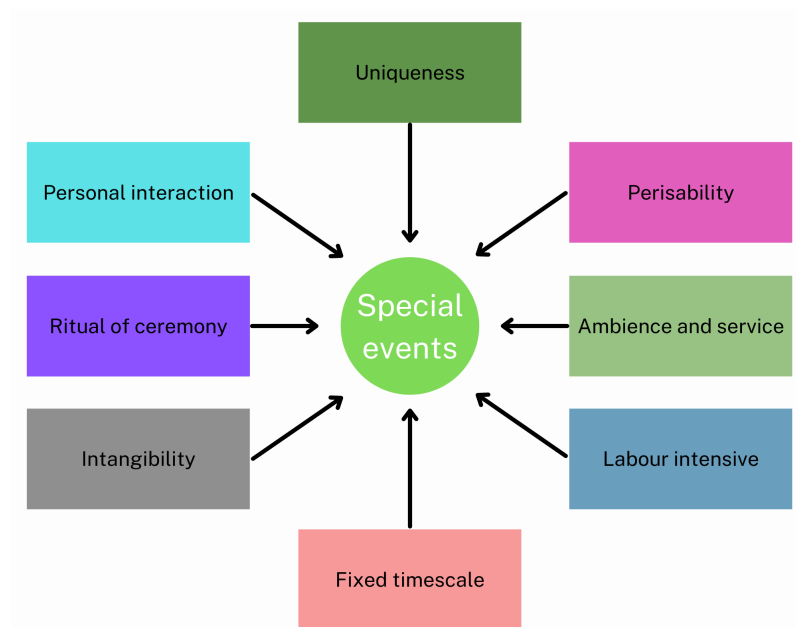 Uniqueness
Personal interaction
Perisability
Special
events
Ritual of ceremony
Ambience and service
Intangibility
Labour intensive
Fixed timescale